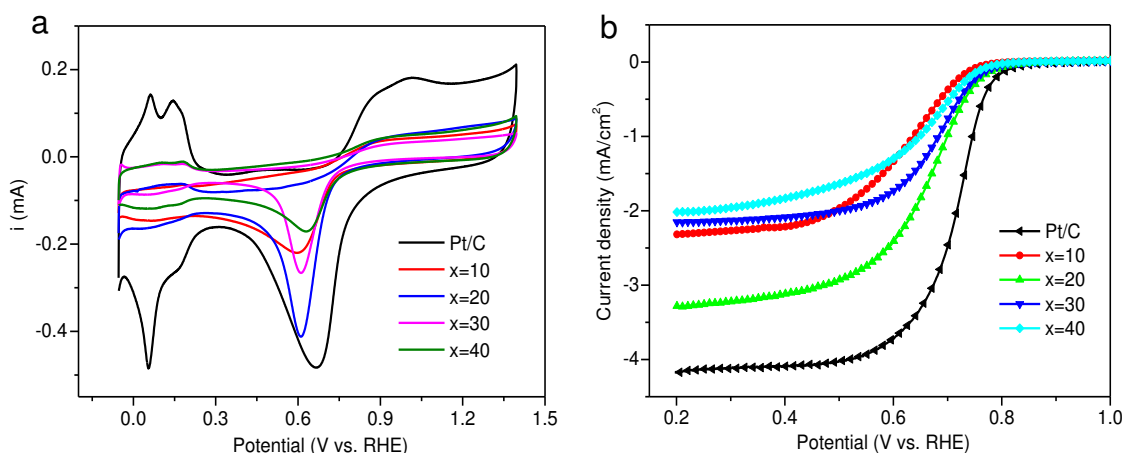 a
i (mA)
0.2
0.0
-0.2
-0.4
Pt/C
x=10
x=20
x=30
x=40
0.0
0.3
0.6
0.9
1.2
1.5
Potential (V vs. RHE)
b
Current density (mA/cm²)
0
-1
-2
-3
-4
Pt/C
x=10
x=20
x=30
x=40
0.2
0.4
0.6
0.8
1.0
Potential (V vs. RHE)